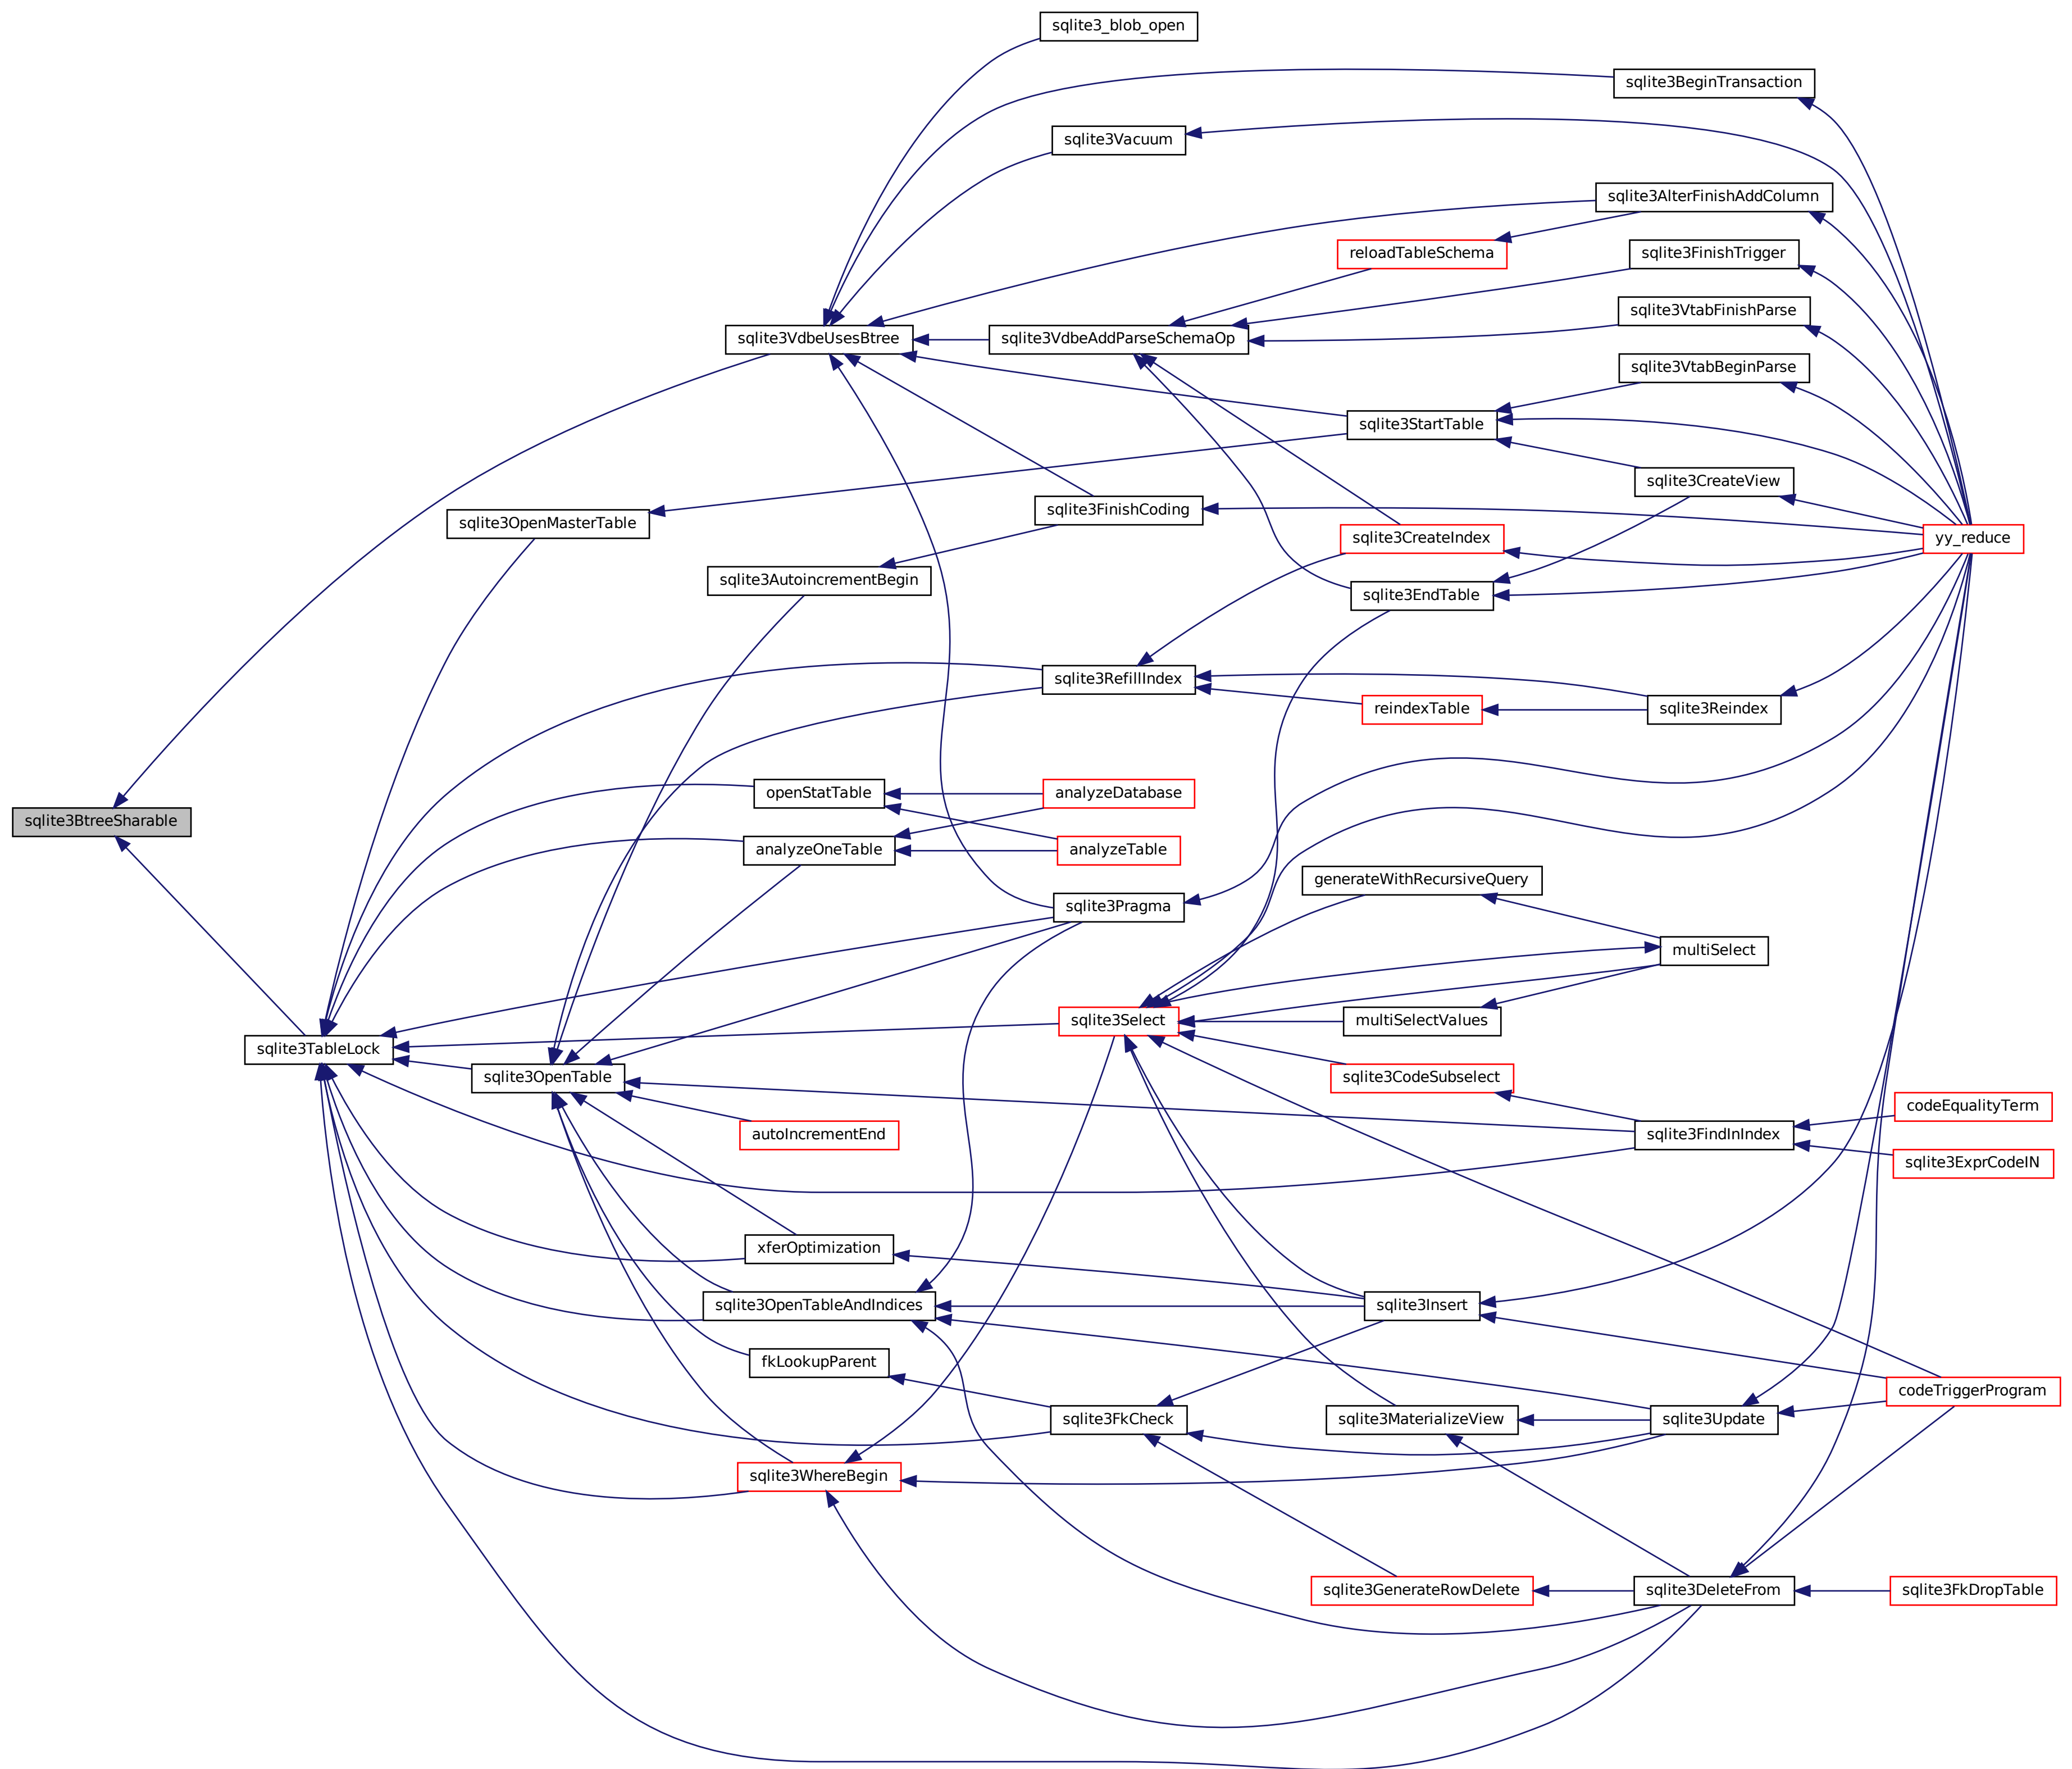 sqlite3_blob_open
sqlite3BeginTransaction
sqlite3Vacuum
sqlite3AlterFinishAddColumn
reloadTableSchema
sqlite3FinishTrigger
sqlite3VtabFinishParse
sqlite3VdbeUsesBtree
sqlite3VdbeAddParseSchemaOp
sqlite3VtabBeginParse
sqlite3StartTable
sqlite3CreateView
sqlite3OpenMasterTable
sqlite3FinishCoding
sqlite3CreateIndex
yy_reduce
sqlite3AutoincrementBegin
sqlite3EndTable
sqlite3RefillIndex
reindexTable
sqlite3Reindex
openStatTable
analyzeDatabase
sqlite3BtreeSharable
analyzeOneTable
analyzeTable
generateWithRecursiveQuery
sqlite3Pragma
multiSelect
sqlite3Select
multiSelectValues
sqlite3TableLock
sqlite3OpenTable
sqlite3CodeSubselect
codeEqualityTerm
autoIncrementEnd
sqlite3FindInIndex
sqlite3ExprCodeIN
xferOptimization
sqlite3OpenTableAndIndices
sqlite3Insert
fkLookupParent
codeTriggerProgram
sqlite3FkCheck
sqlite3MaterializeView
sqlite3Update
sqlite3WhereBegin
sqlite3GenerateRowDelete
sqlite3DeleteFrom
sqlite3FkDropTable